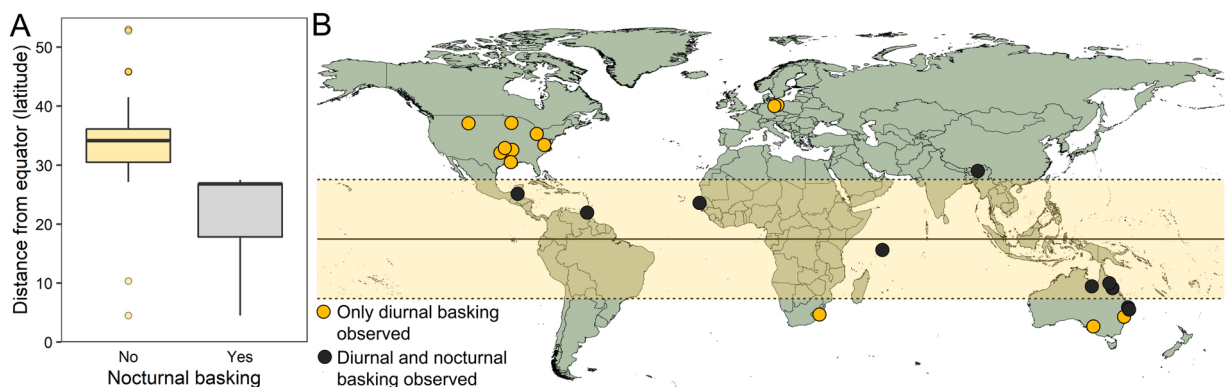 A
Distance from equator (latitude)
50
40
30
20
10
0
No
Yes
Nocturnal basking
B
Only diurnal basking
observed
Diurnal and nocturnal
basking observed